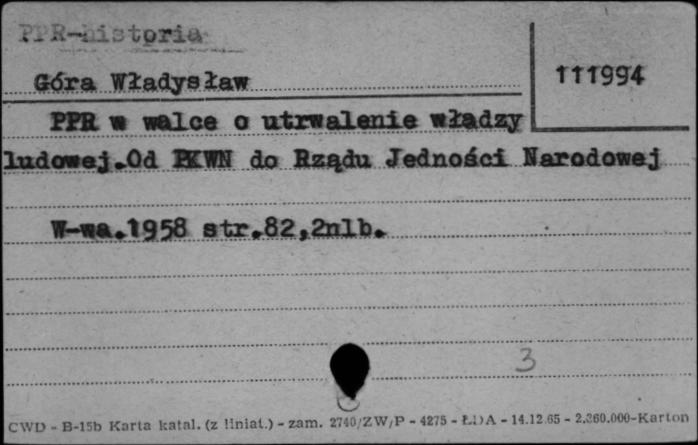 PPR-historia
Góra Władysław
111994
PPR w walce o utrwalenie władzy
ludowej.Od PKWN do Rządu Jedności Narodowej
W-wa.1958 str.82,2nlb.
3
CWD - B-15b Karta katal. (z liniat.) - zam. 2740/ZW/P - 4275 - ŁDA - 14.12.65 - 2.360.000-Karton